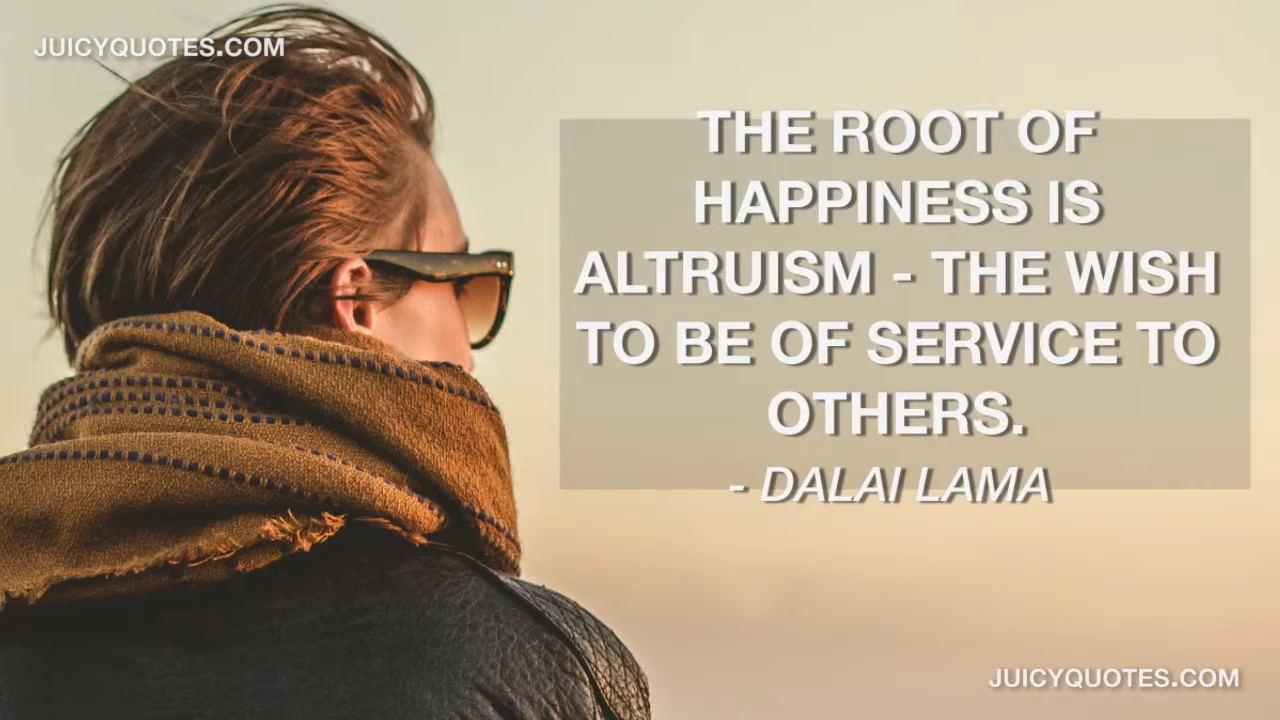 JUICYQUOTES.COM
THE ROOT OF
HAPPINESS IS
ALTRUISM - THE WISH
TO BE OF SERVICE TO
OTHERS.
- DALAI LAMA
JUICYQUOTES.COM